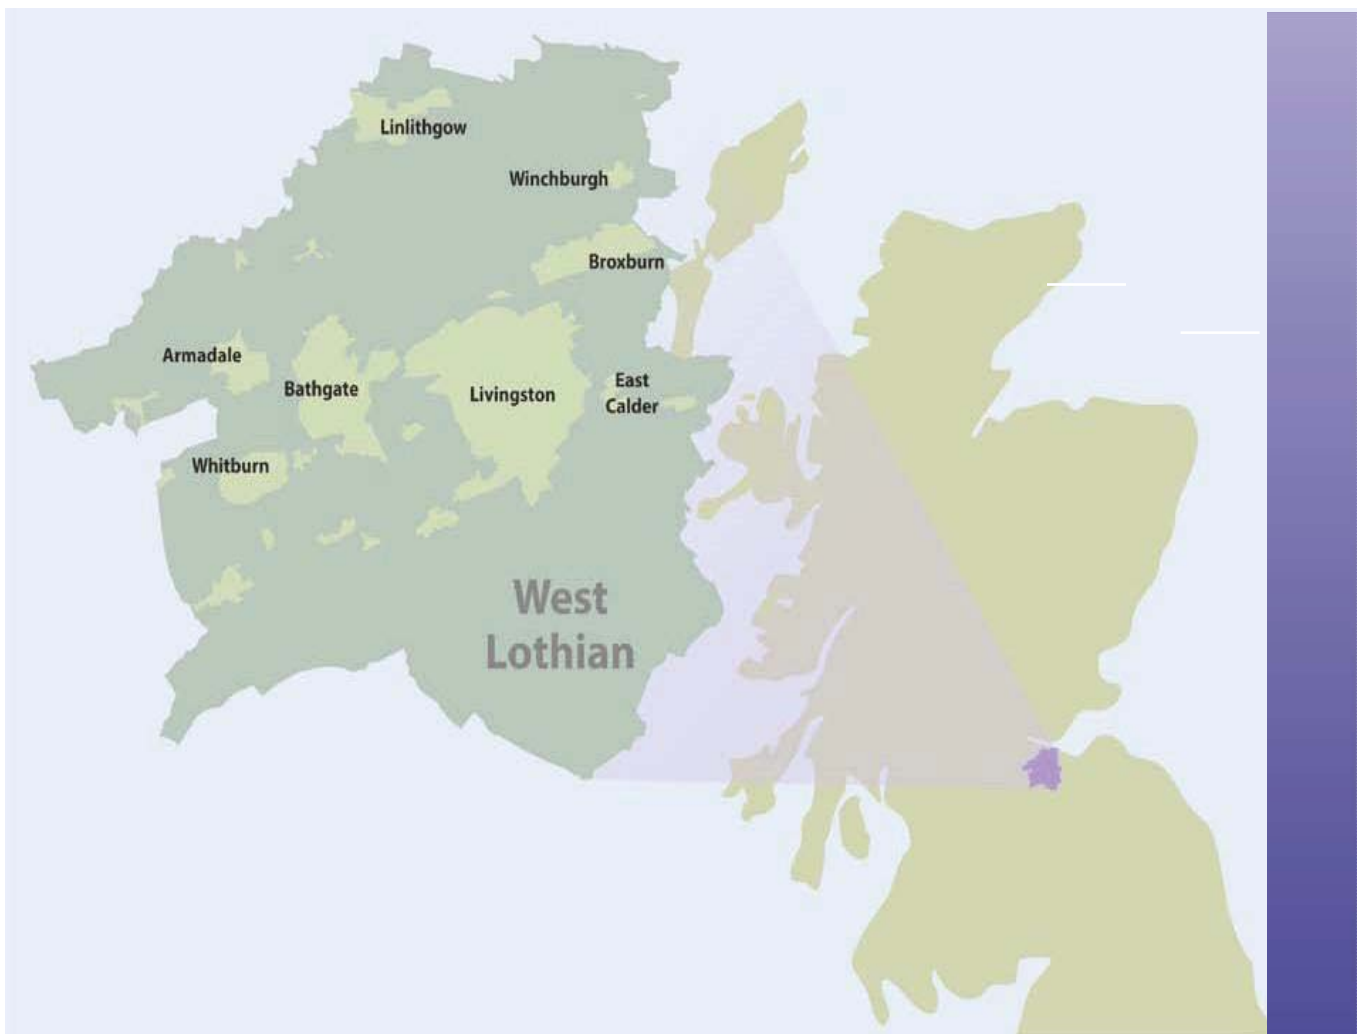 Linlithgow
Winchburgh
Broxburn
Armadale
Bathgate
Livingston
East
Calder
Whitburn
West
Lothian